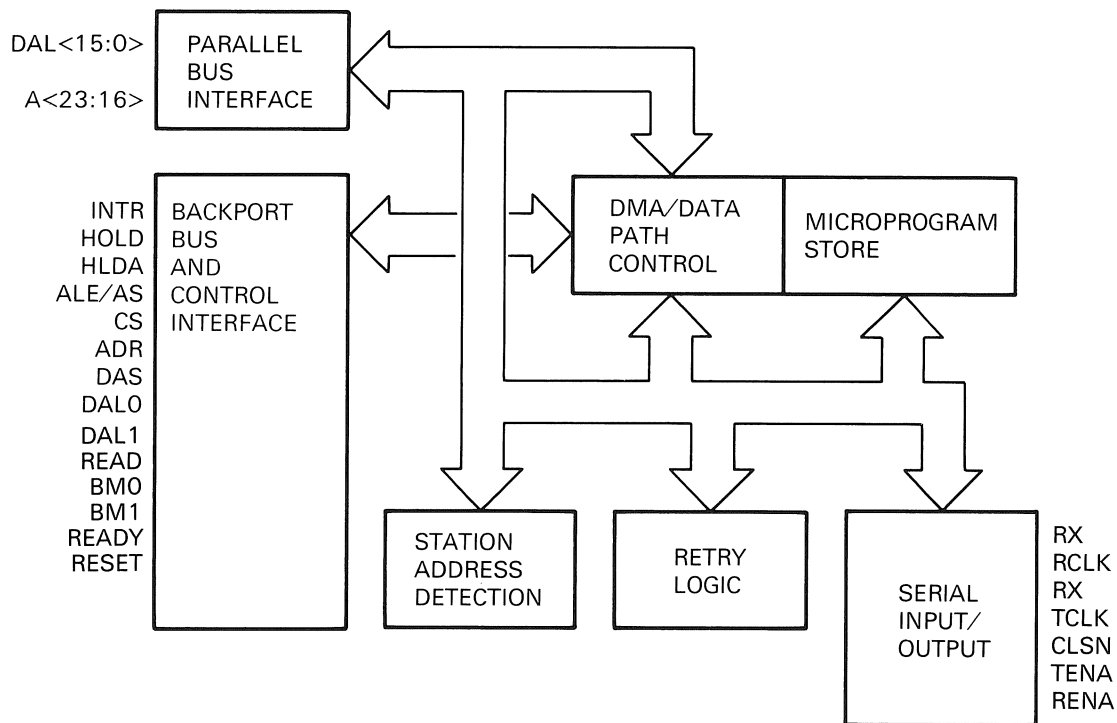 DAL<15:0>
A<23:16>
PARALLEL
BUS
INTERFACE
INTR
HOLD
HLDA
ALE/AS
CS
ADR
DAS
DALO
DAL1
READ
BM0
BM1
READY
RESET
BACKPORT
BUS
AND
CONTROL
INTERFACE
DMA/DATA
PATH
CONTROL
MICROPROGRAM
STORE
STATION
ADDRESS
DETECTION
RETRY
LOGIC
SERIAL
INPUT/
OUTPUT
RX
RCLK
RX
TCLK
CLSN
TENA
RENA